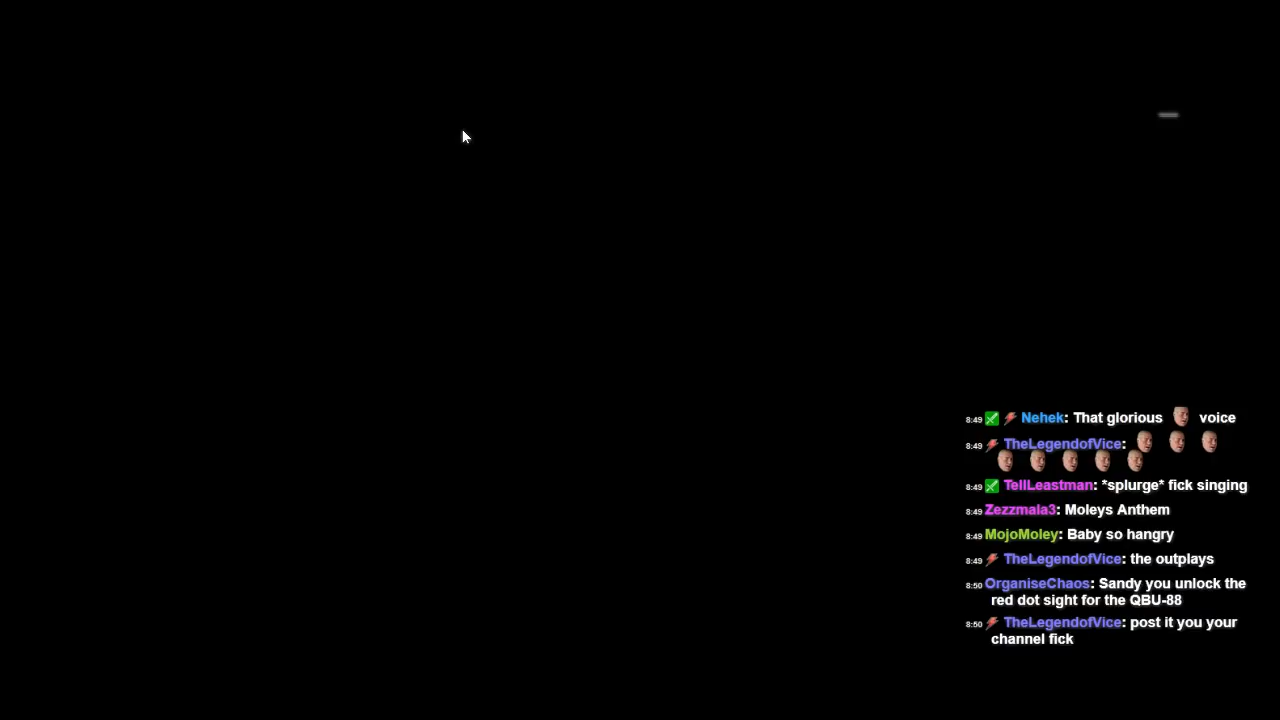 8:49 Nehek: That glorious voice
8:49 TheLegendofVice:
8:49 TellLeastman: *splurge* fick singing
8:49 Zezzmaia3: Moleys Anthem
8:49 MojoMoley: Baby so hangry
8:49 TheLegendofVice: the outplays
8:50 OrganiseChaos: Sandy you unlock the
red dot sight for the QBU-88
8:50 TheLegendofVice: post it you your
channel fick